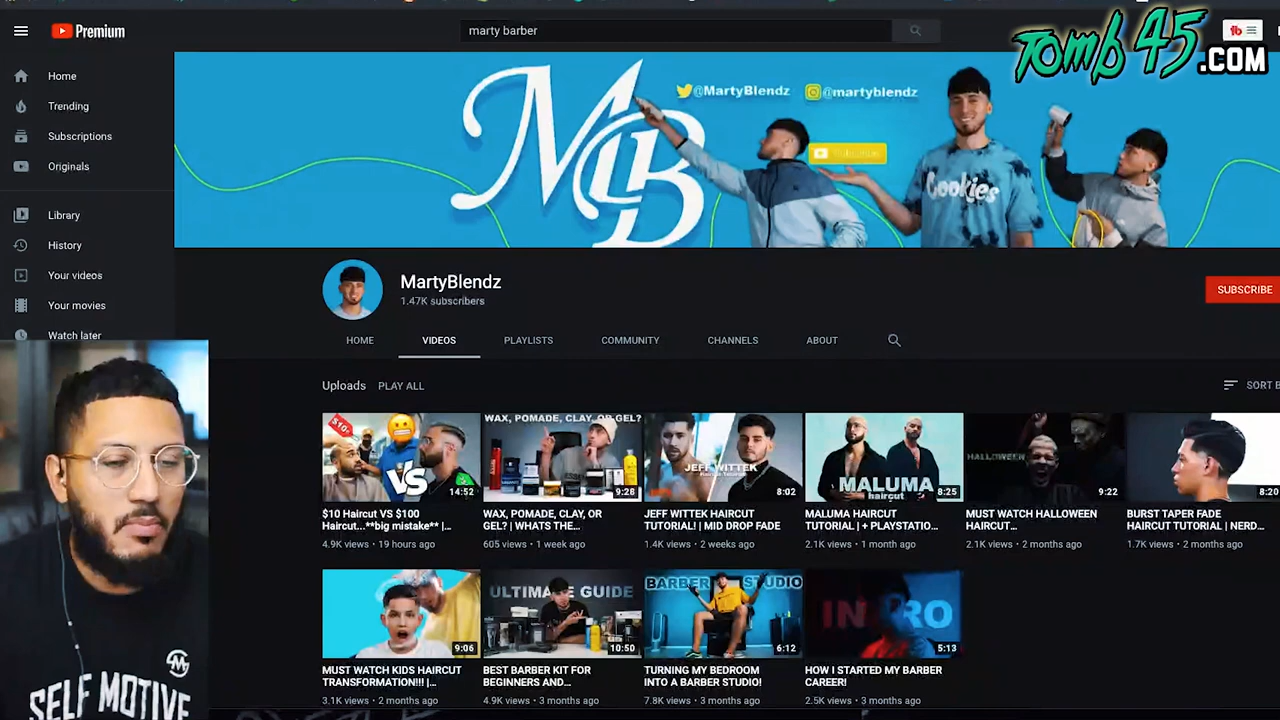 Premium
marty barber
TOMB 45
.COM
Home
Trending
Subscriptions
Originals
Library
History
Your videos
Your movies
Watch later
MB
@MartyBlendz
@martyblendz
Subscribe
Cookies
MartyBlendz
1.47K subscribers
SUBSCRIBE
HOME
VIDEOS
PLAYLISTS
COMMUNITY
CHANNELS
ABOUT
Uploads
PLAY ALL
SORT B
$10
VS
14:52
$10 Haircut VS $100
Haircut...**big mistake** |...
4.9K views • 19 hours ago
WAX, POMADE, CLAY, OR GEL?
9:28
WAX, POMADE, CLAY, OR
GEL? | WHATS THE...
605 views • 1 week ago
JEFF WITTEK
8:02
JEFF WITTEK HAIRCUT
TUTORIAL! | MID DROP FADE
1.4K views • 2 weeks ago
MALUMA
haircut
8:25
MALUMA HAIRCUT
TUTORIAL | + PLAYSTATIO...
2.1K views • 1 month ago
HALLOWEEN
9:22
MUST WATCH HALLOWEEN
HAIRCUT...
2.1K views • 2 months ago
8:20
BURST TAPER FADE
HAIRCUT TUTORIAL | NERD...
1.7K views • 2 months ago
9:06
MUST WATCH KIDS HAIRCUT
TRANSFORMATION!!! |...
3.1K views • 2 months ago
ULTIMATE GUIDE
10:50
BEST BARBER KIT FOR
BEGINNERS AND...
4.9K views • 3 months ago
BARBER STUDIO
6:12
TURNING MY BEDROOM
INTO A BARBER STUDIO!
7.8K views • 3 months ago
INTRO
5:13
HOW I STARTED MY BARBER
CAREER!
2.5K views • 3 months ago
SELF MOTIVE